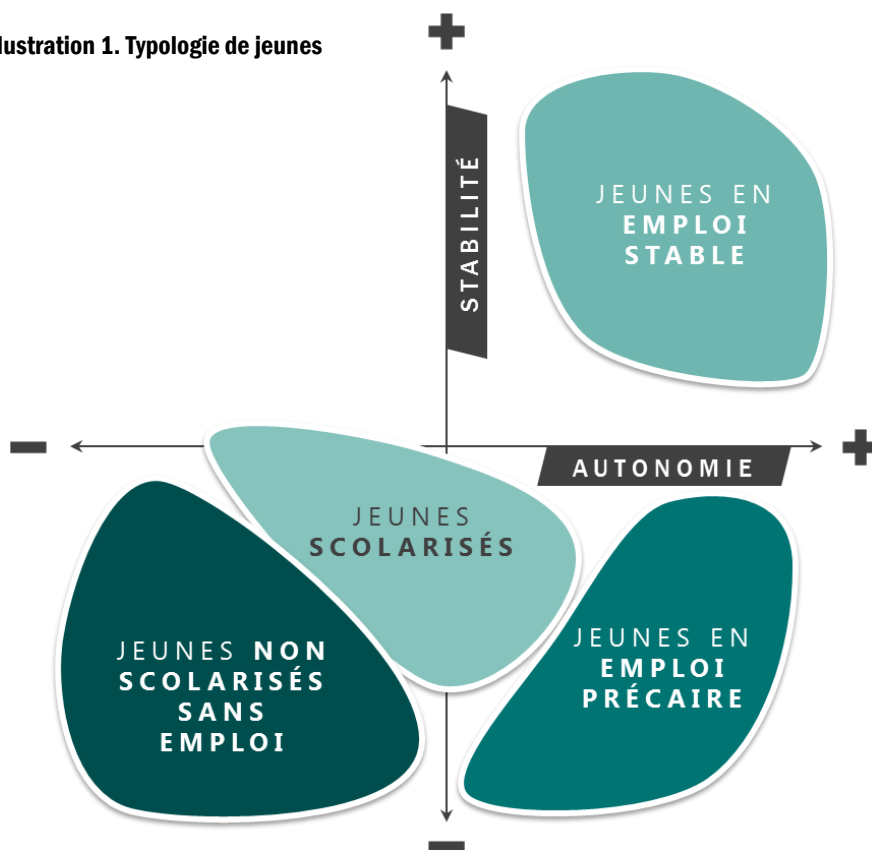 lustration 1. Typologie de jeunes
STABILITÉ
JEUNES EN
EMPLOI
STABLE
AUTONOMIE
JEUNES
SCOLARISÉS
JEUNES NON
SCOLARISÉS
SANS
EMPLOI
JEUNES EN
EMPLOI
PRÉCAIRE